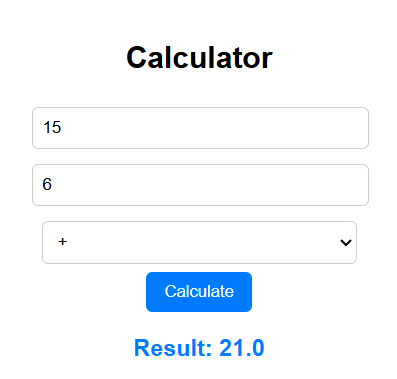 Calculator
15
6
+
Calculate
Result: 21.0